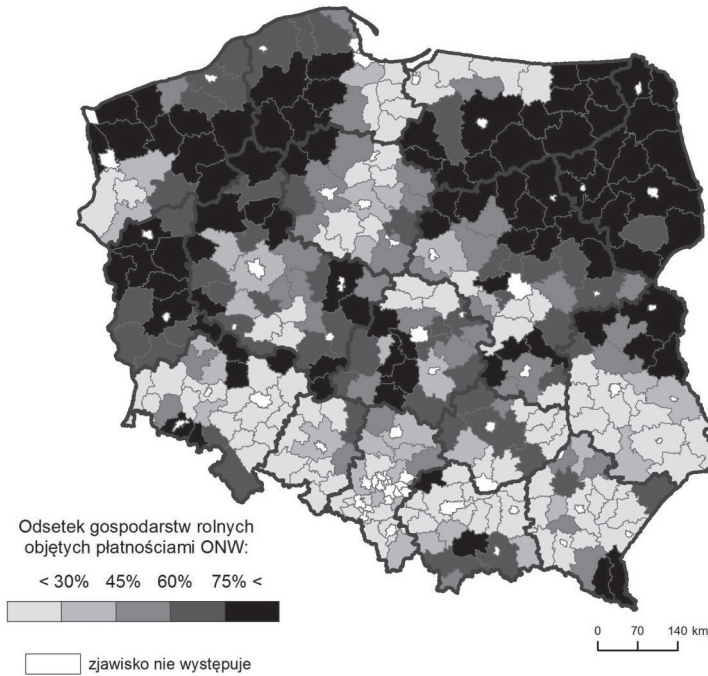 Odsetek gospodarstw rolnych
objętych płatnościami ONW:
< 30% 45% 60% 75% <
zjawisko nie występuje
0 70 140 km